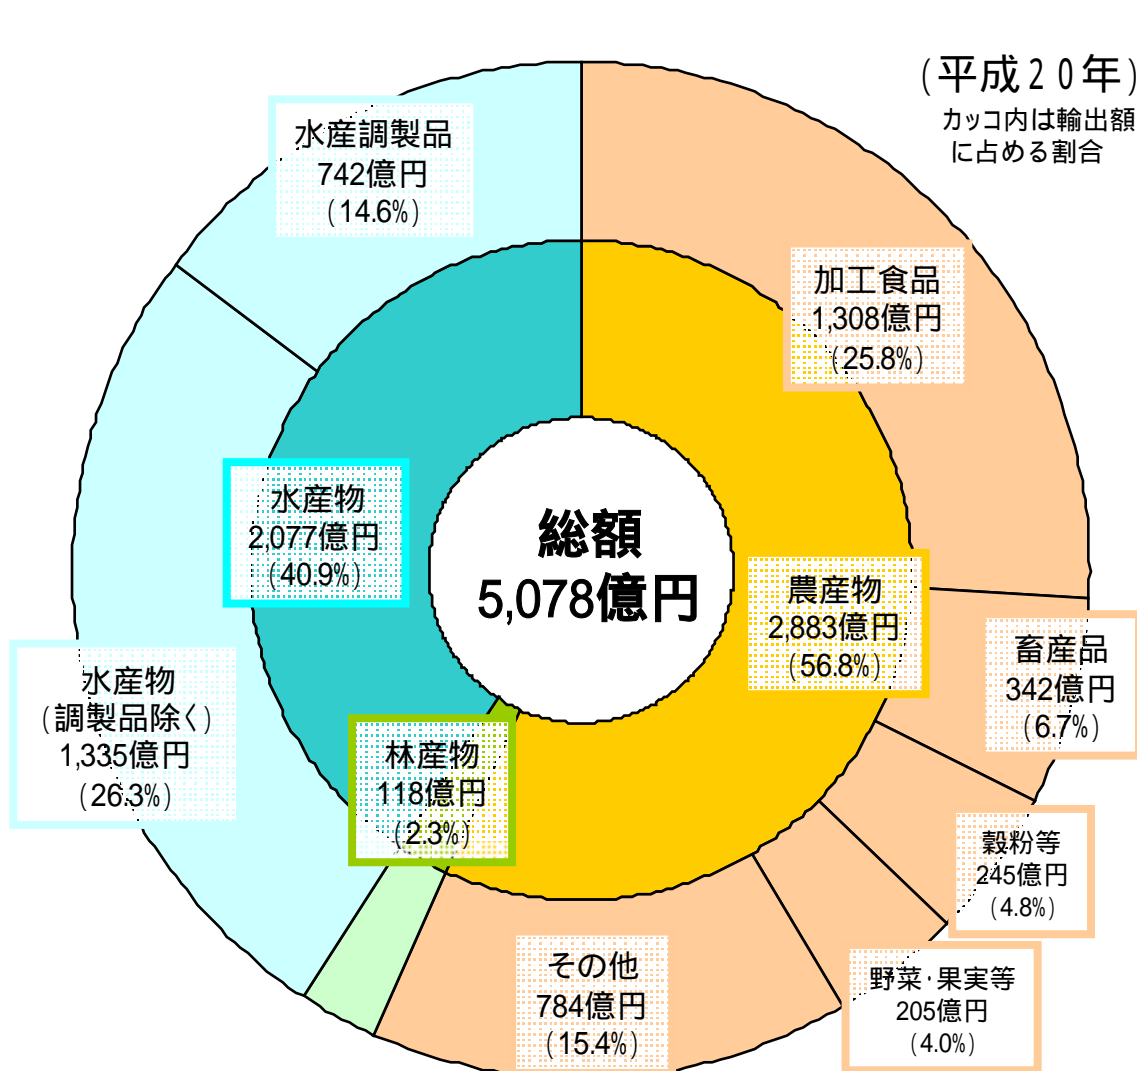 (平成20年)
カッコ内は輸出額
に占める割合
水産調製品
742億円
(14.6%)
加工食品
1,308億円
(25.8%)
水産物
2,077億円
(40.9%)
総額
5,078億円
農産物
2,883億円
(56.8%)
畜産品
342億円
(6.7%)
水産物
(調製品除く)
1,335億円
(26.3%)
林産物
118億円
(2.3%)
穀粉等
245億円
(4.8%)
その他
784億円
(15.4%)
野菜・果実等
205億円
(4.0%)